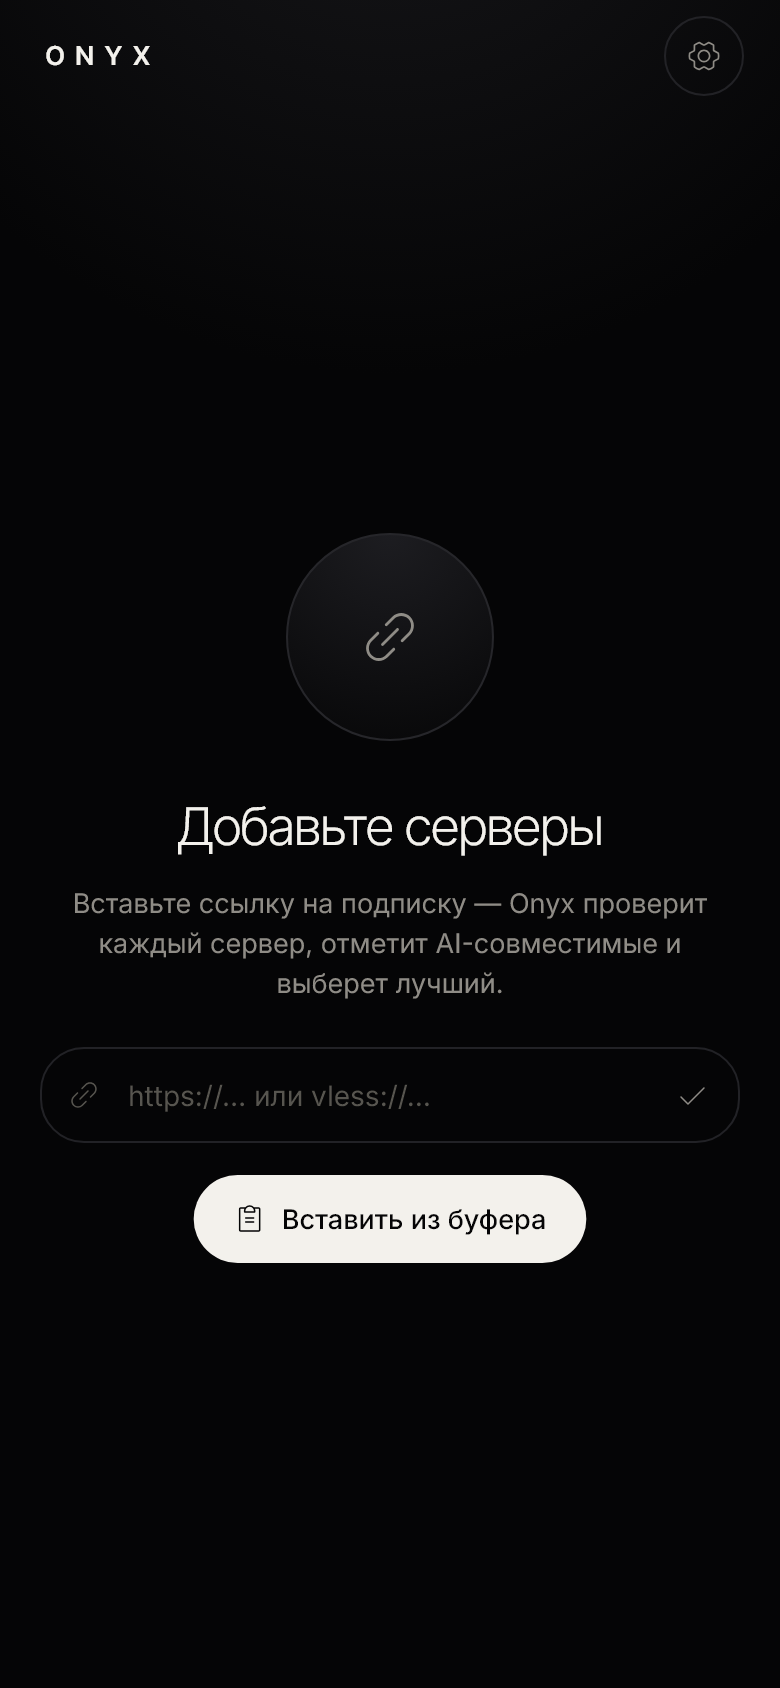 ONYX
Добавьте серверы
Вставьте ссылку на подписку — Onyx проверит
каждый сервер, отметит AI-совместимые и
выберет лучший.
https://... или vless://...
Вставить из буфера